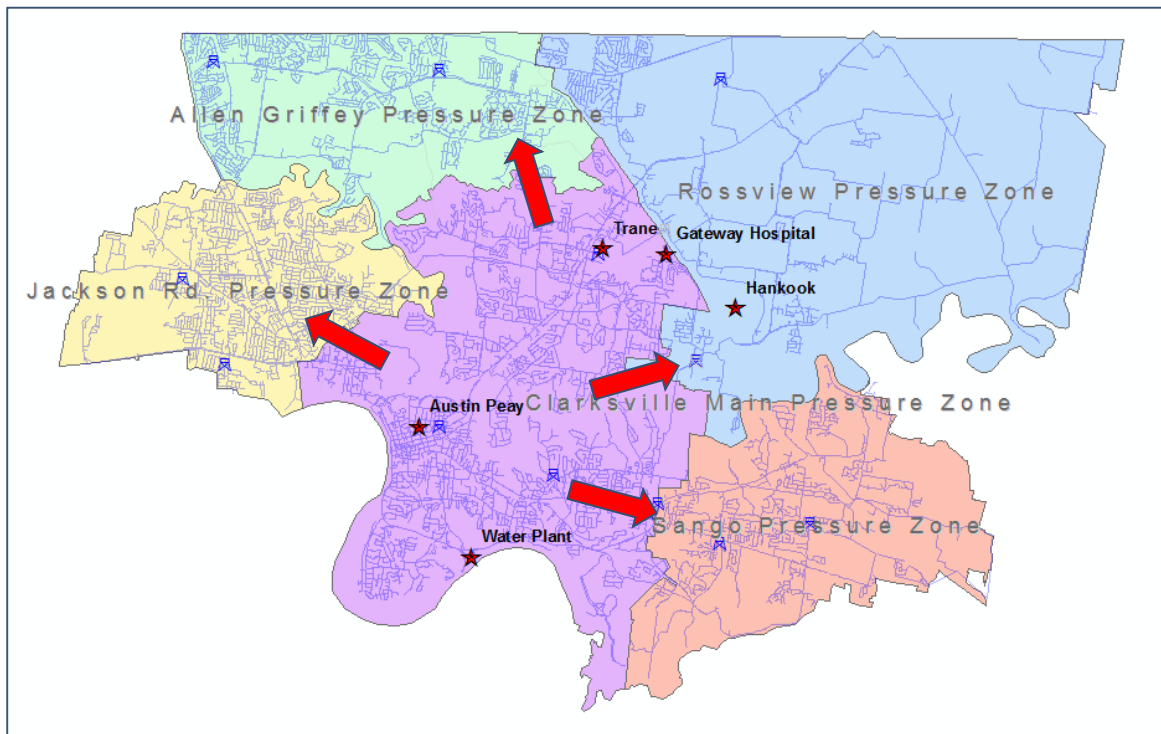 Allen Griffey Pressure Zone
Rossview Pressure Zone
Trane
Gateway Hospital
Jackson Rd. Pressure Zone
Hankook
Clarksville Main Pressure Zone
Austin Peay
Sango Pressure Zone
Water Plant